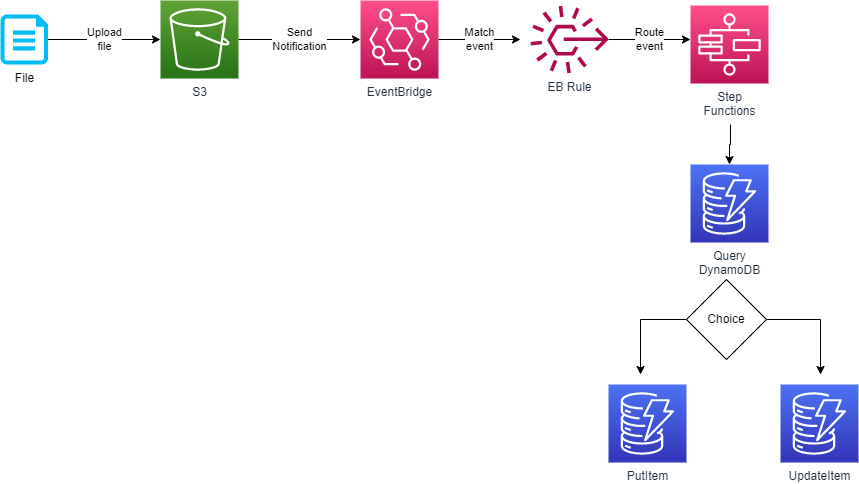 Upload
file
Send
Notification
Match
event
Route
event
File
S3
EventBridge
EB Rule
Step
Functions
Query
DynamoDB
Choice
PutItem
UpdateItem